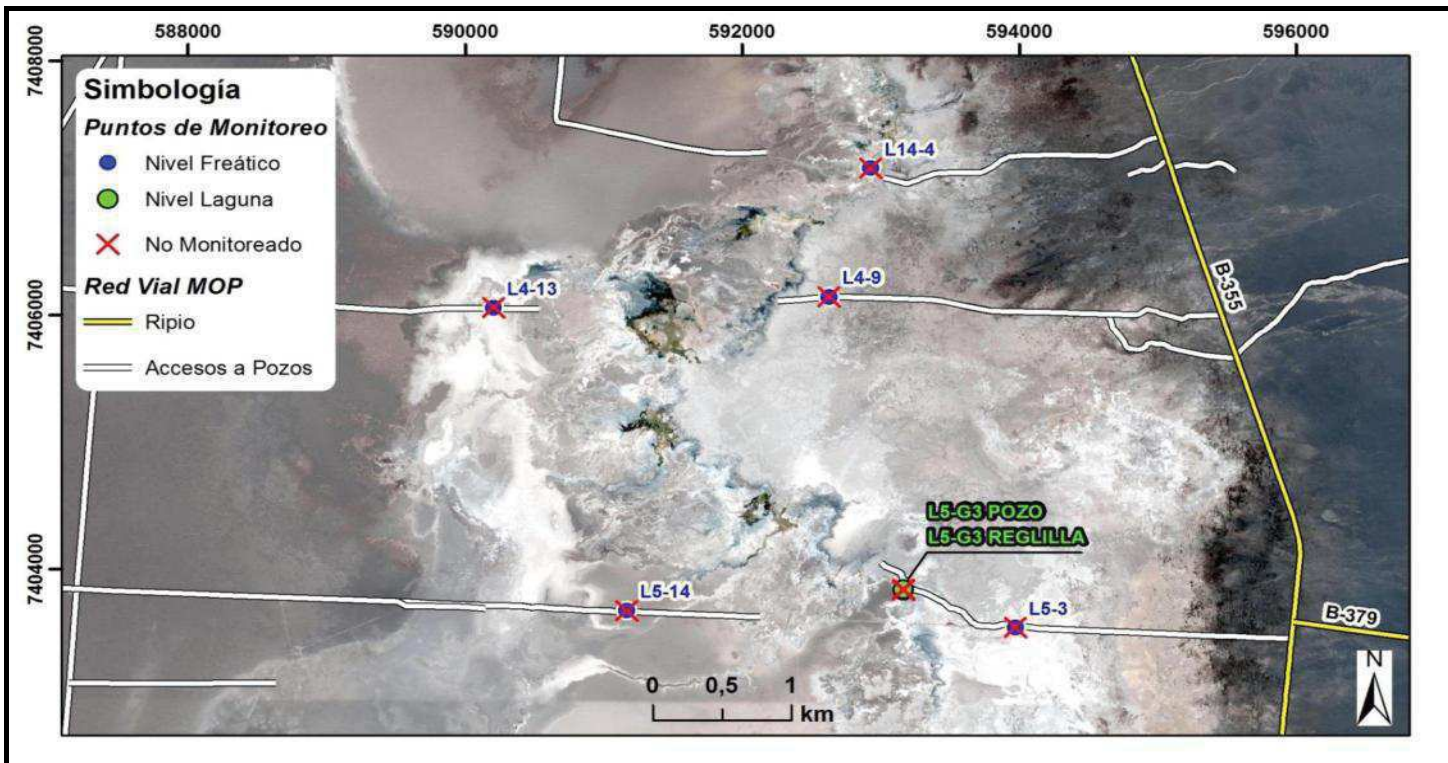 588000
590000
592000
594000
596000
7408000
7406000
7404000
Simbología
Puntos de Monitoreo
Nivel Freático
Nivel Laguna
No Monitoreado
Red Vial MOP
Ripio
Accesos a Pozos
L14-4
L4-13
L4-9
B-355
L5-G3 POZO
L5-G3 REGLILLA
L5-14
L5-3
B-379
0 0,5 1
km
N